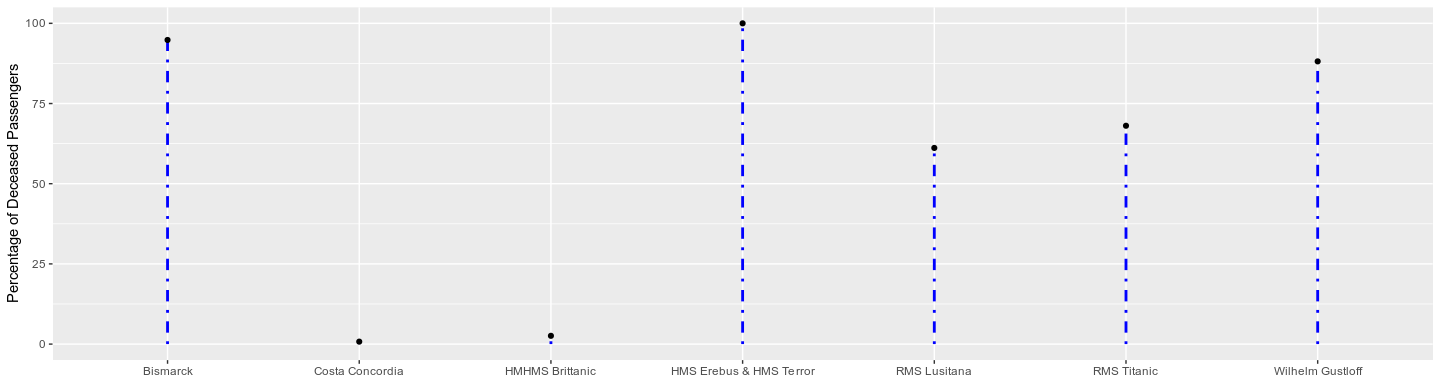 Percentage of Deceased Passengers
100
75
50
25
0
Bismarck Costa Concordia HMHMS Brittanic HMS Erebus & HMS Terror RMS Lusitana RMS Titanic Wilhelm Gustloff